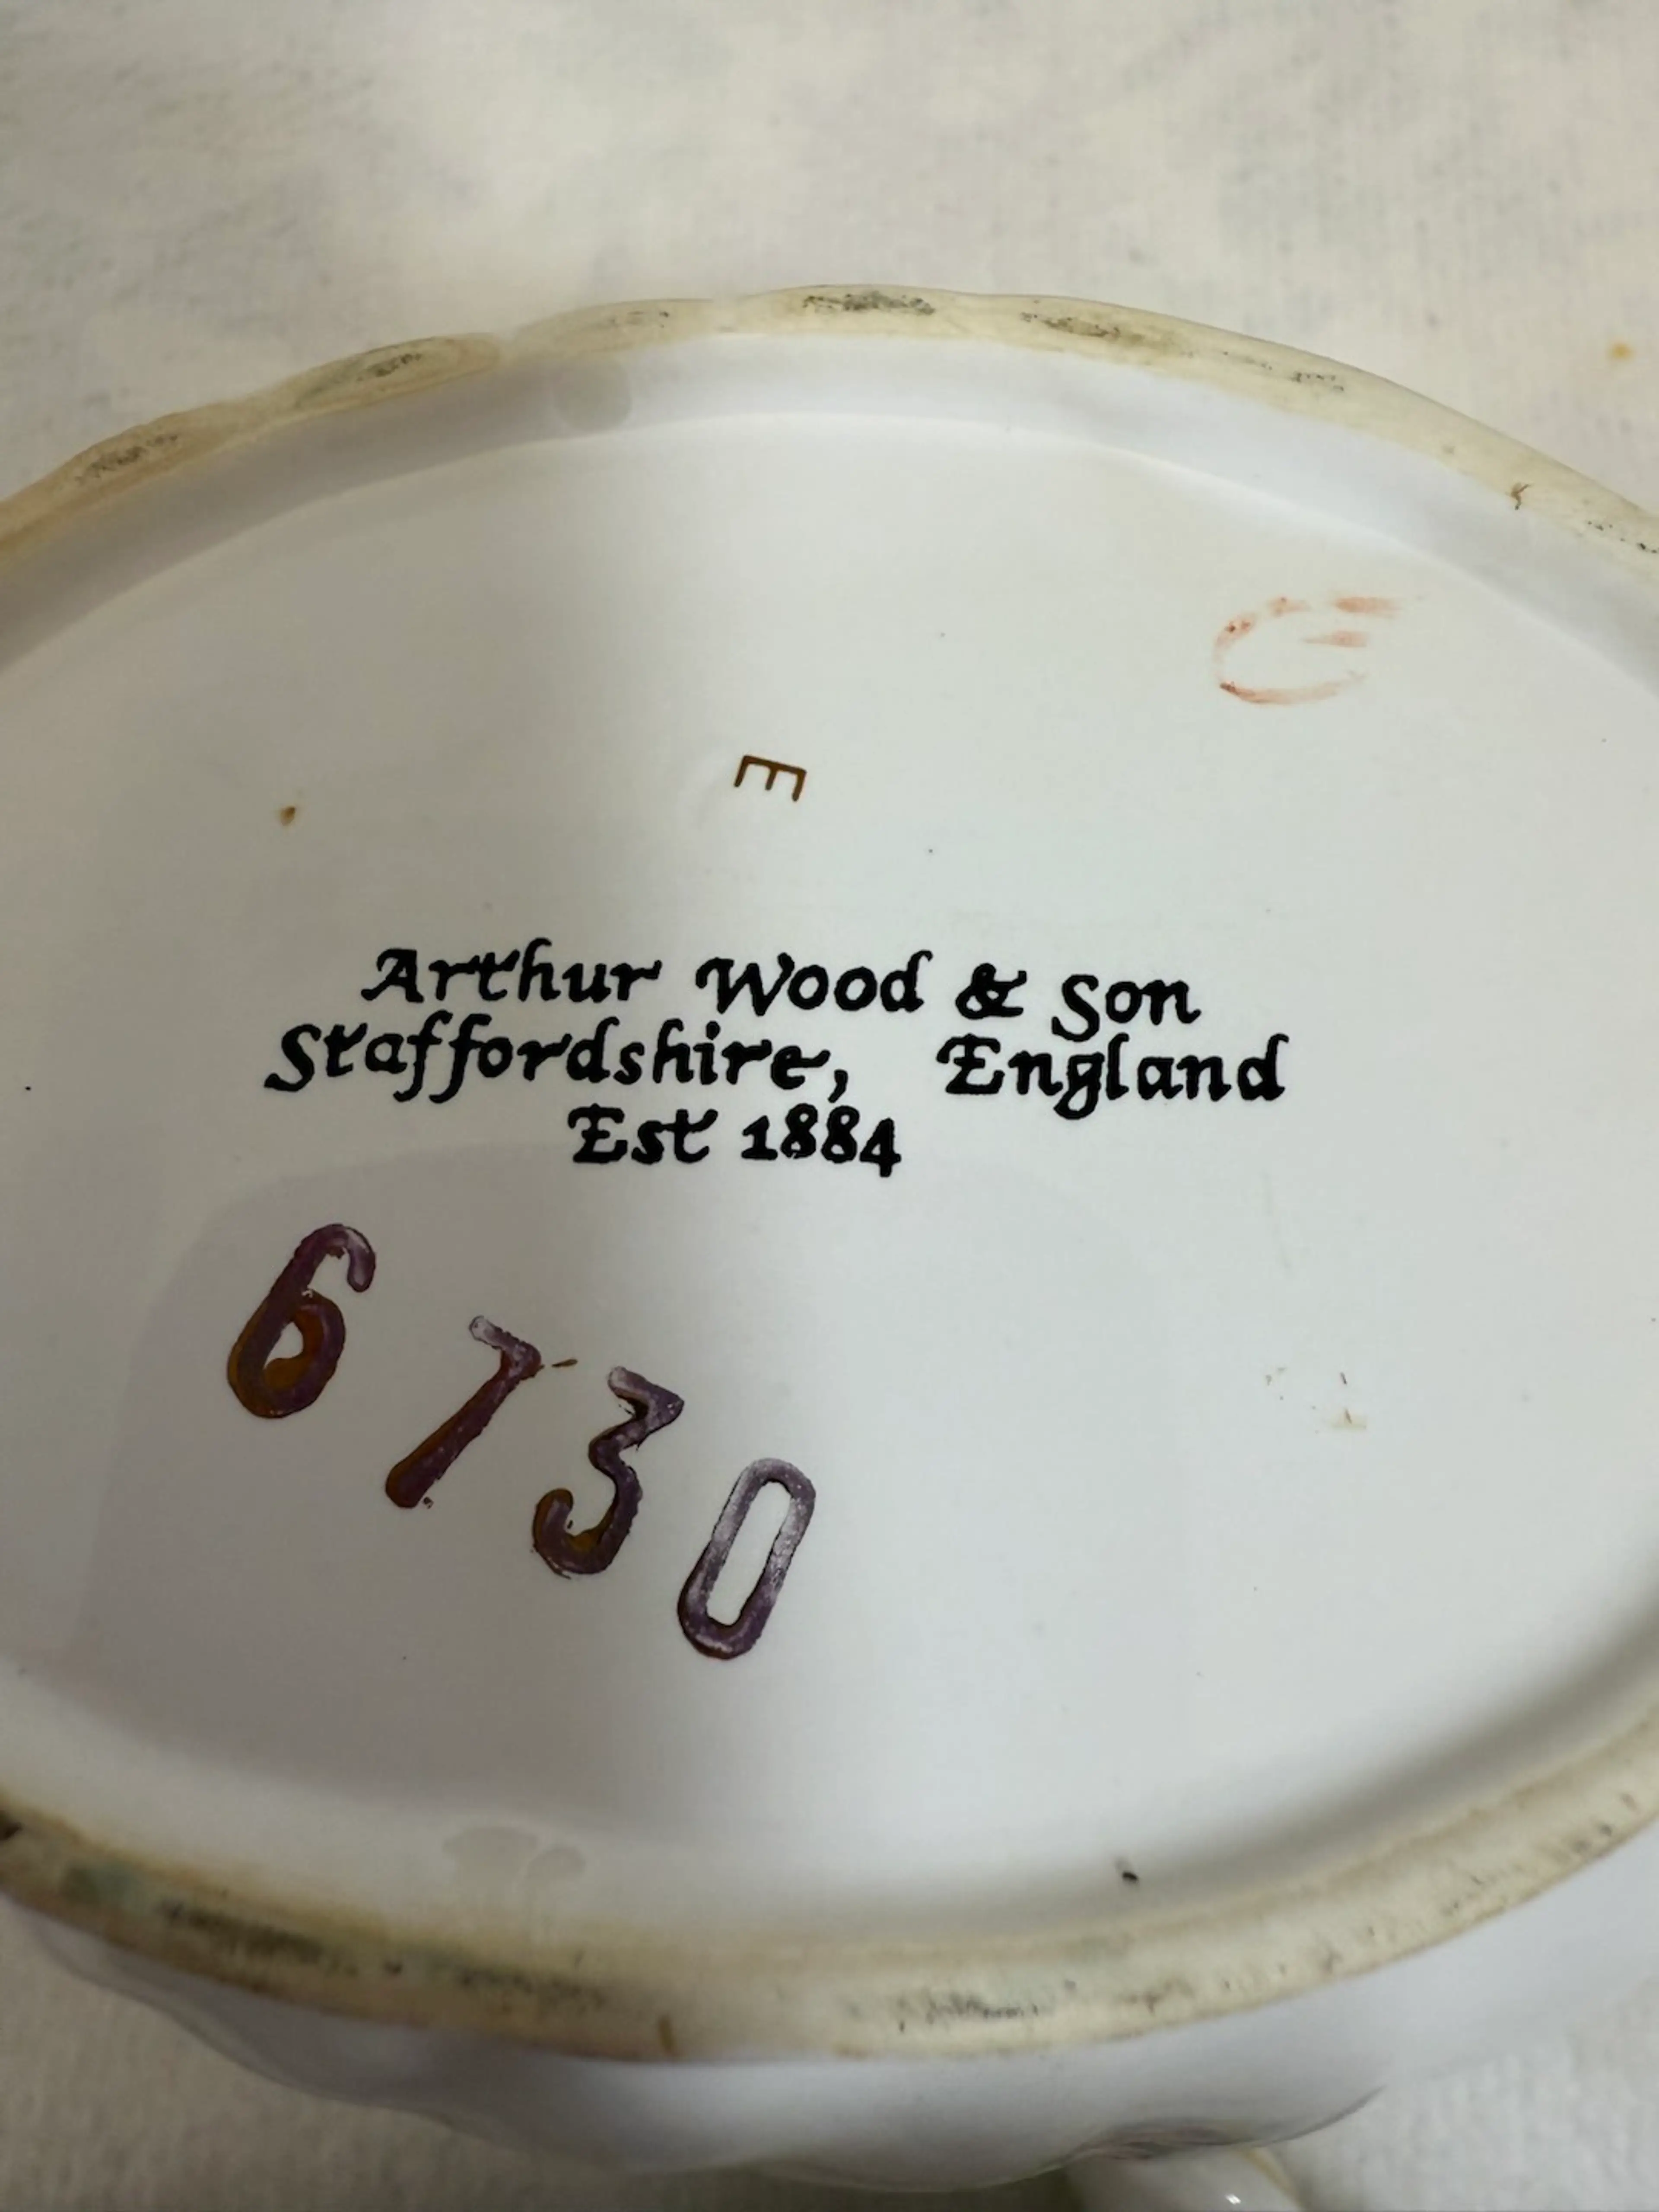 E
Arthur Wood & Son
Staffordshire, England
Est 1884
6730